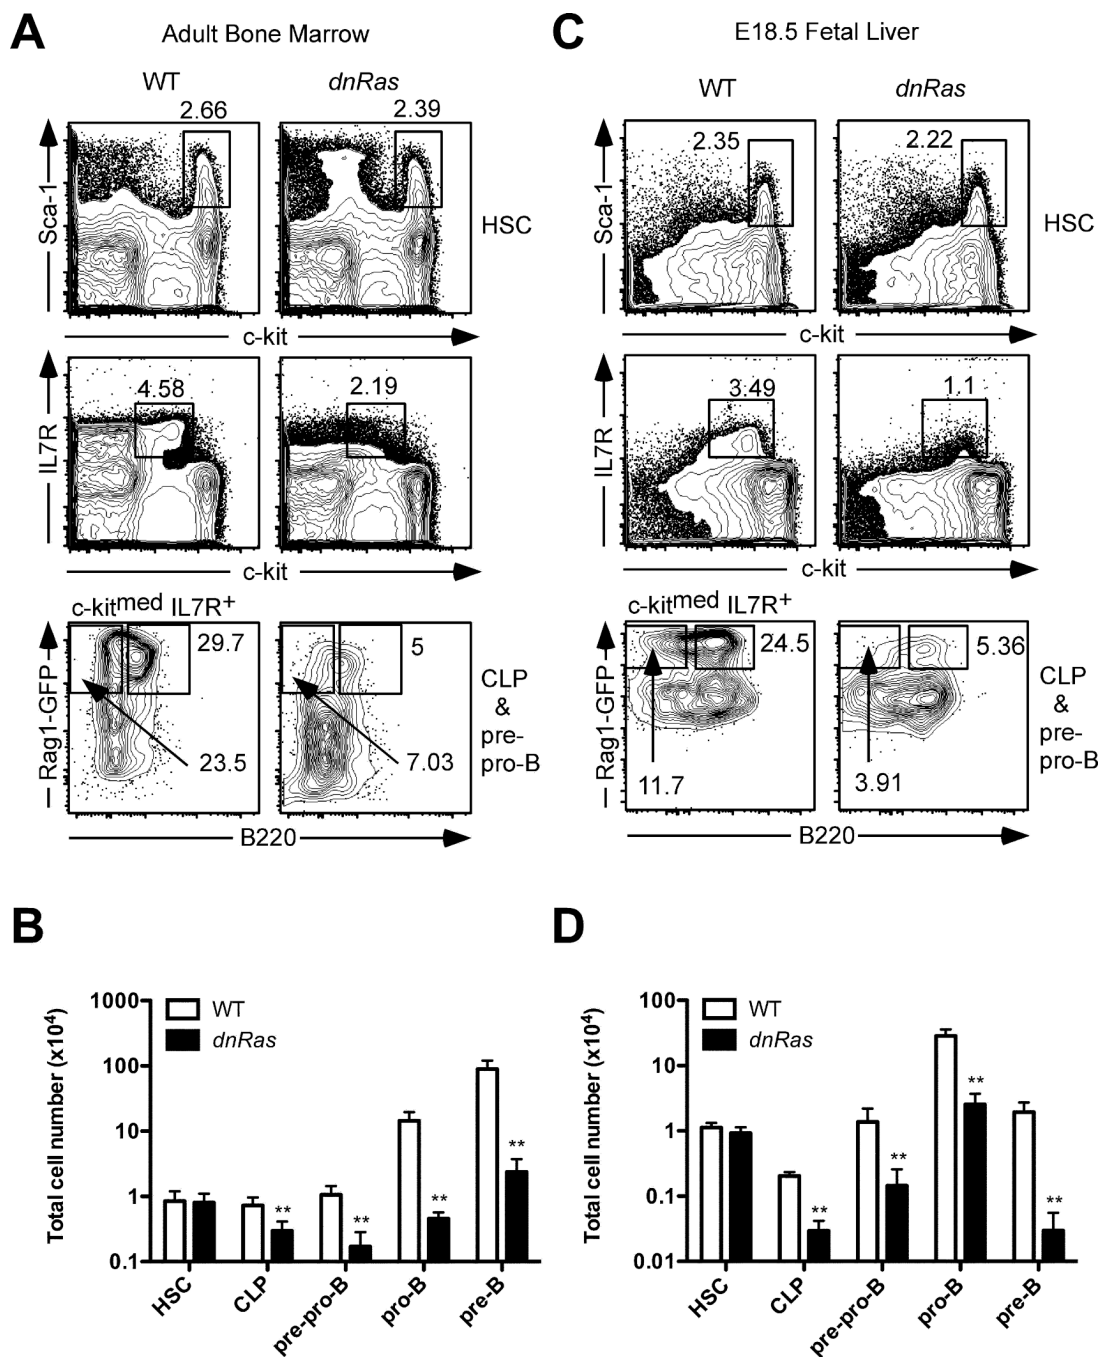 A
Adult Bone Marrow
WT
dnRas
2.66
2.39
Sca-1
HSC
c-kit
4.58
2.19
IL7R
c-kit
c-kitmed IL7R+
29.7
5
Rag1-GFP
CLP
&
pre-
pro-B
23.5
7.03
B220
C
E18.5 Fetal Liver
WT
dnRas
2.35
2.22
Sca-1
HSC
c-kit
3.49
1.1
IL7R
c-kit
c-kitmed IL7R+
24.5
5.36
Rag1-GFP
CLP
&
pre-
pro-B
11.7
3.91
B220
B
Total cell number (x10⁴)
1000
100
10
1
0.1
WT
dnRas
**
**
**
**
HSC
CLP
pre-pro-B
pro-B
pre-B
D
Total cell number (x10⁴)
100
10
1
0.1
0.01
WT
dnRas
**
**
**
**
HSC
CLP
pre-pro-B
pro-B
pre-B